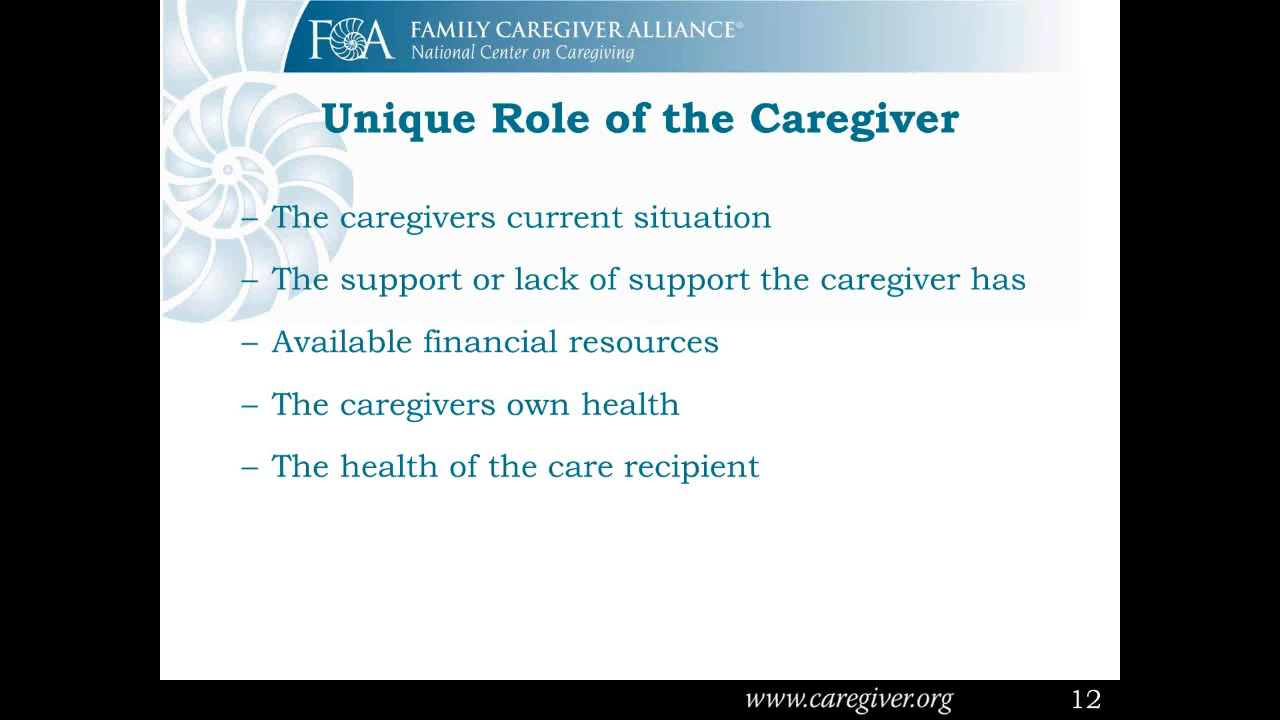 FCA FAMILY CAREGIVER ALLIANCE®
National Center on Caregiving
Unique Role of the Caregiver
– The caregivers current situation
– The support or lack of support the caregiver has
– Available financial resources
– The caregivers own health
– The health of the care recipient
www.caregiver.org 12